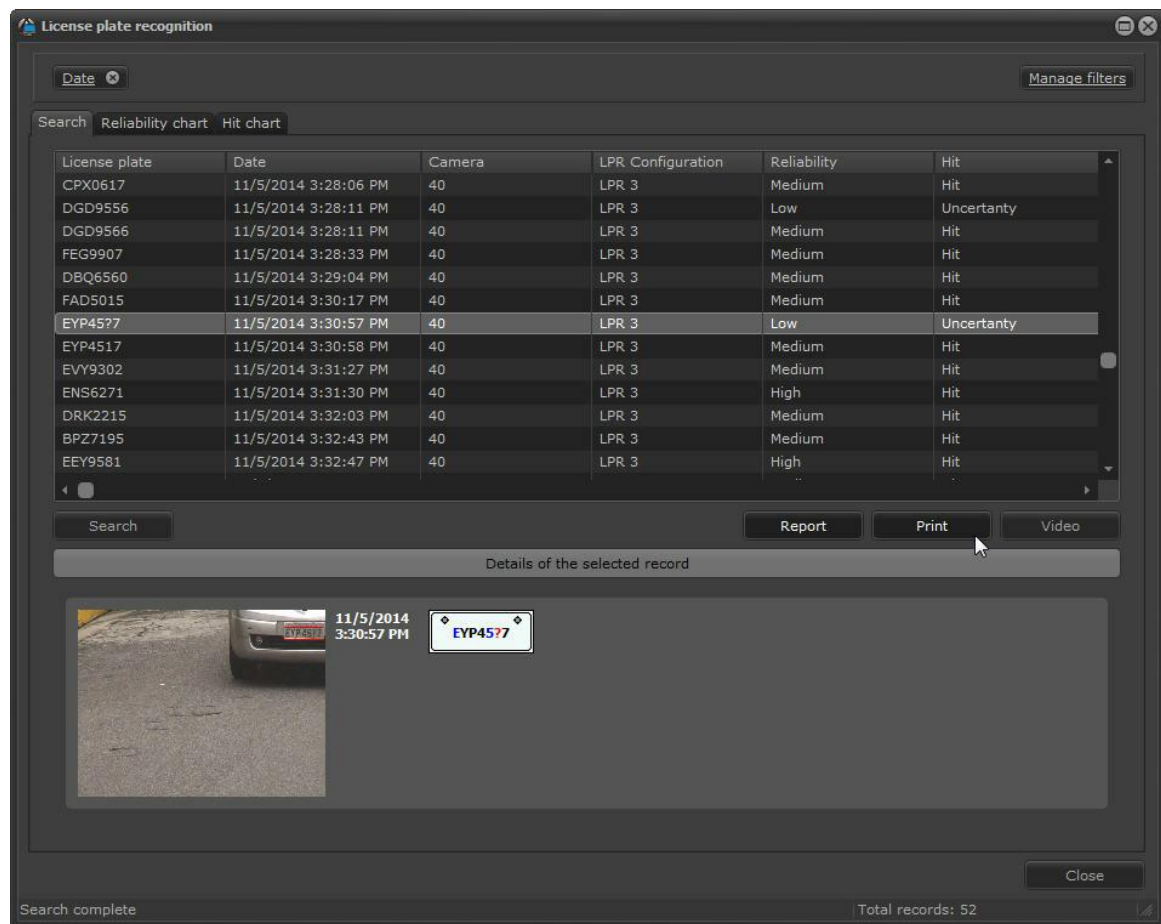 License plate recognition
Date
Manage filters
Search Reliability chart Hit chart
License plate Date Camera LPR Configuration Reliability Hit
CPX0617 11/5/2014 3:28:06 PM 40 LPR 3 Medium Hit
DGD9556 11/5/2014 3:28:11 PM 40 LPR 3 Low Uncertanty
DGD9566 11/5/2014 3:28:11 PM 40 LPR 3 Medium Hit
FEG9907 11/5/2014 3:28:33 PM 40 LPR 3 Medium Hit
DBQ6560 11/5/2014 3:29:04 PM 40 LPR 3 Medium Hit
FAD5015 11/5/2014 3:30:17 PM 40 LPR 3 Medium Hit
EYP45?7 11/5/2014 3:30:57 PM 40 LPR 3 Low Uncertanty
EYP4517 11/5/2014 3:30:58 PM 40 LPR 3 Medium Hit
EVY9302 11/5/2014 3:31:27 PM 40 LPR 3 Medium Hit
ENS6271 11/5/2014 3:31:30 PM 40 LPR 3 High Hit
DRK2215 11/5/2014 3:32:03 PM 40 LPR 3 Medium Hit
BPZ7195 11/5/2014 3:32:43 PM 40 LPR 3 Medium Hit
EEY9581 11/5/2014 3:32:47 PM 40 LPR 3 High Hit
Search Report Print Video
Details of the selected record
11/5/2014
3:30:57 PM
EYP45?7
Close
Search complete Total records: 52